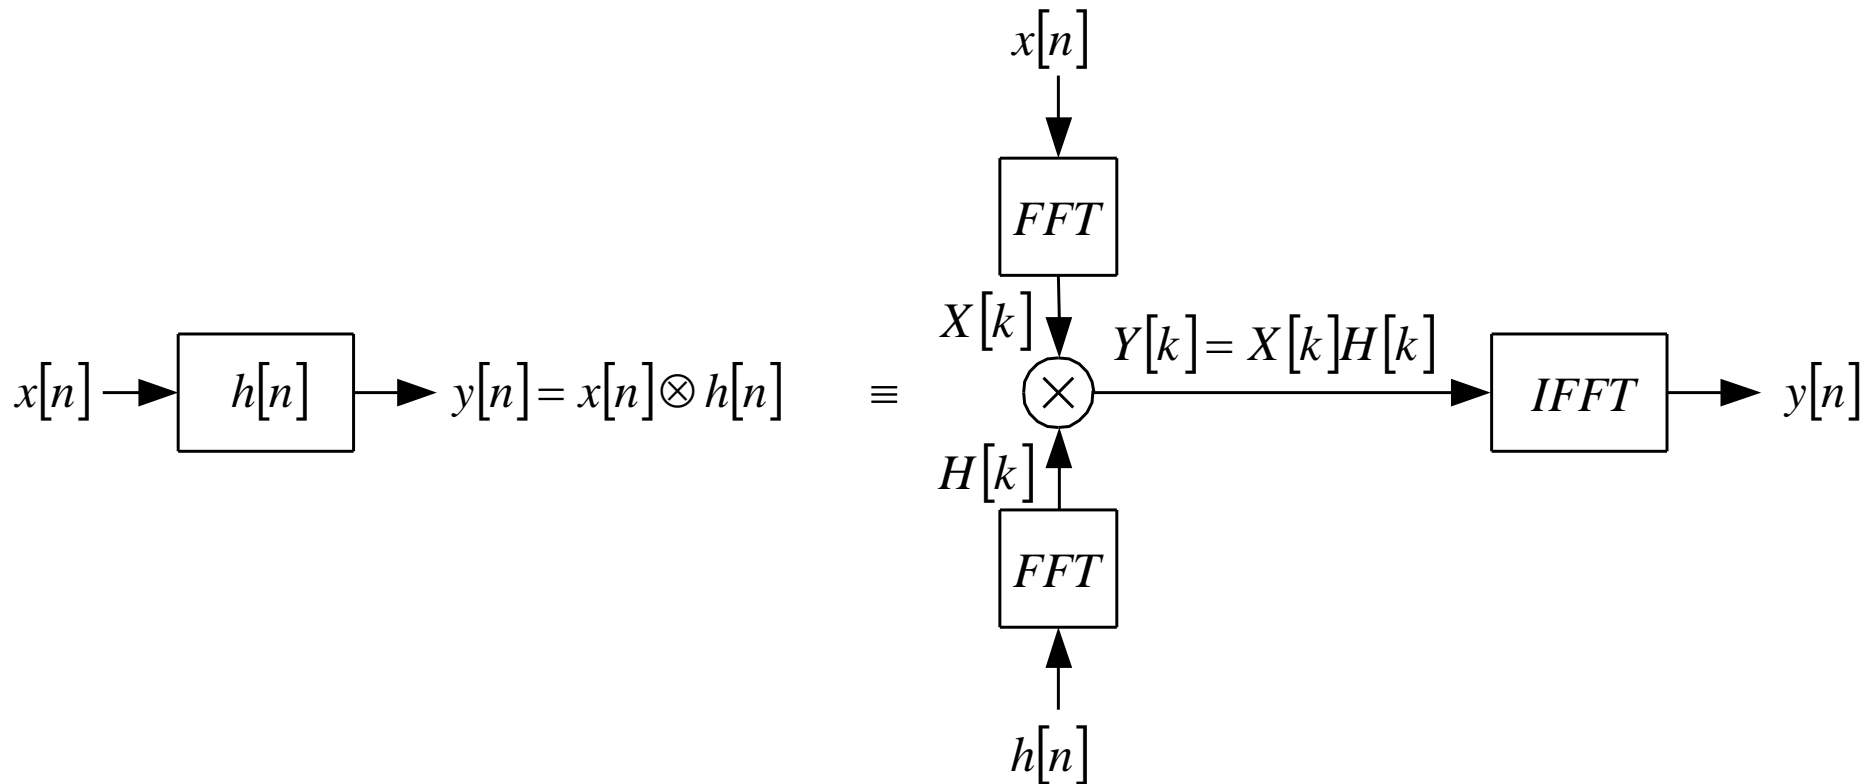 x[n]
h[n]
y[n] = x[n] ⊗ h[n]
≡
x[n]
FFT
X[k]
Y[k] = X[k]H[k]
IFFT
y[n]
H[k]
FFT
h[n]